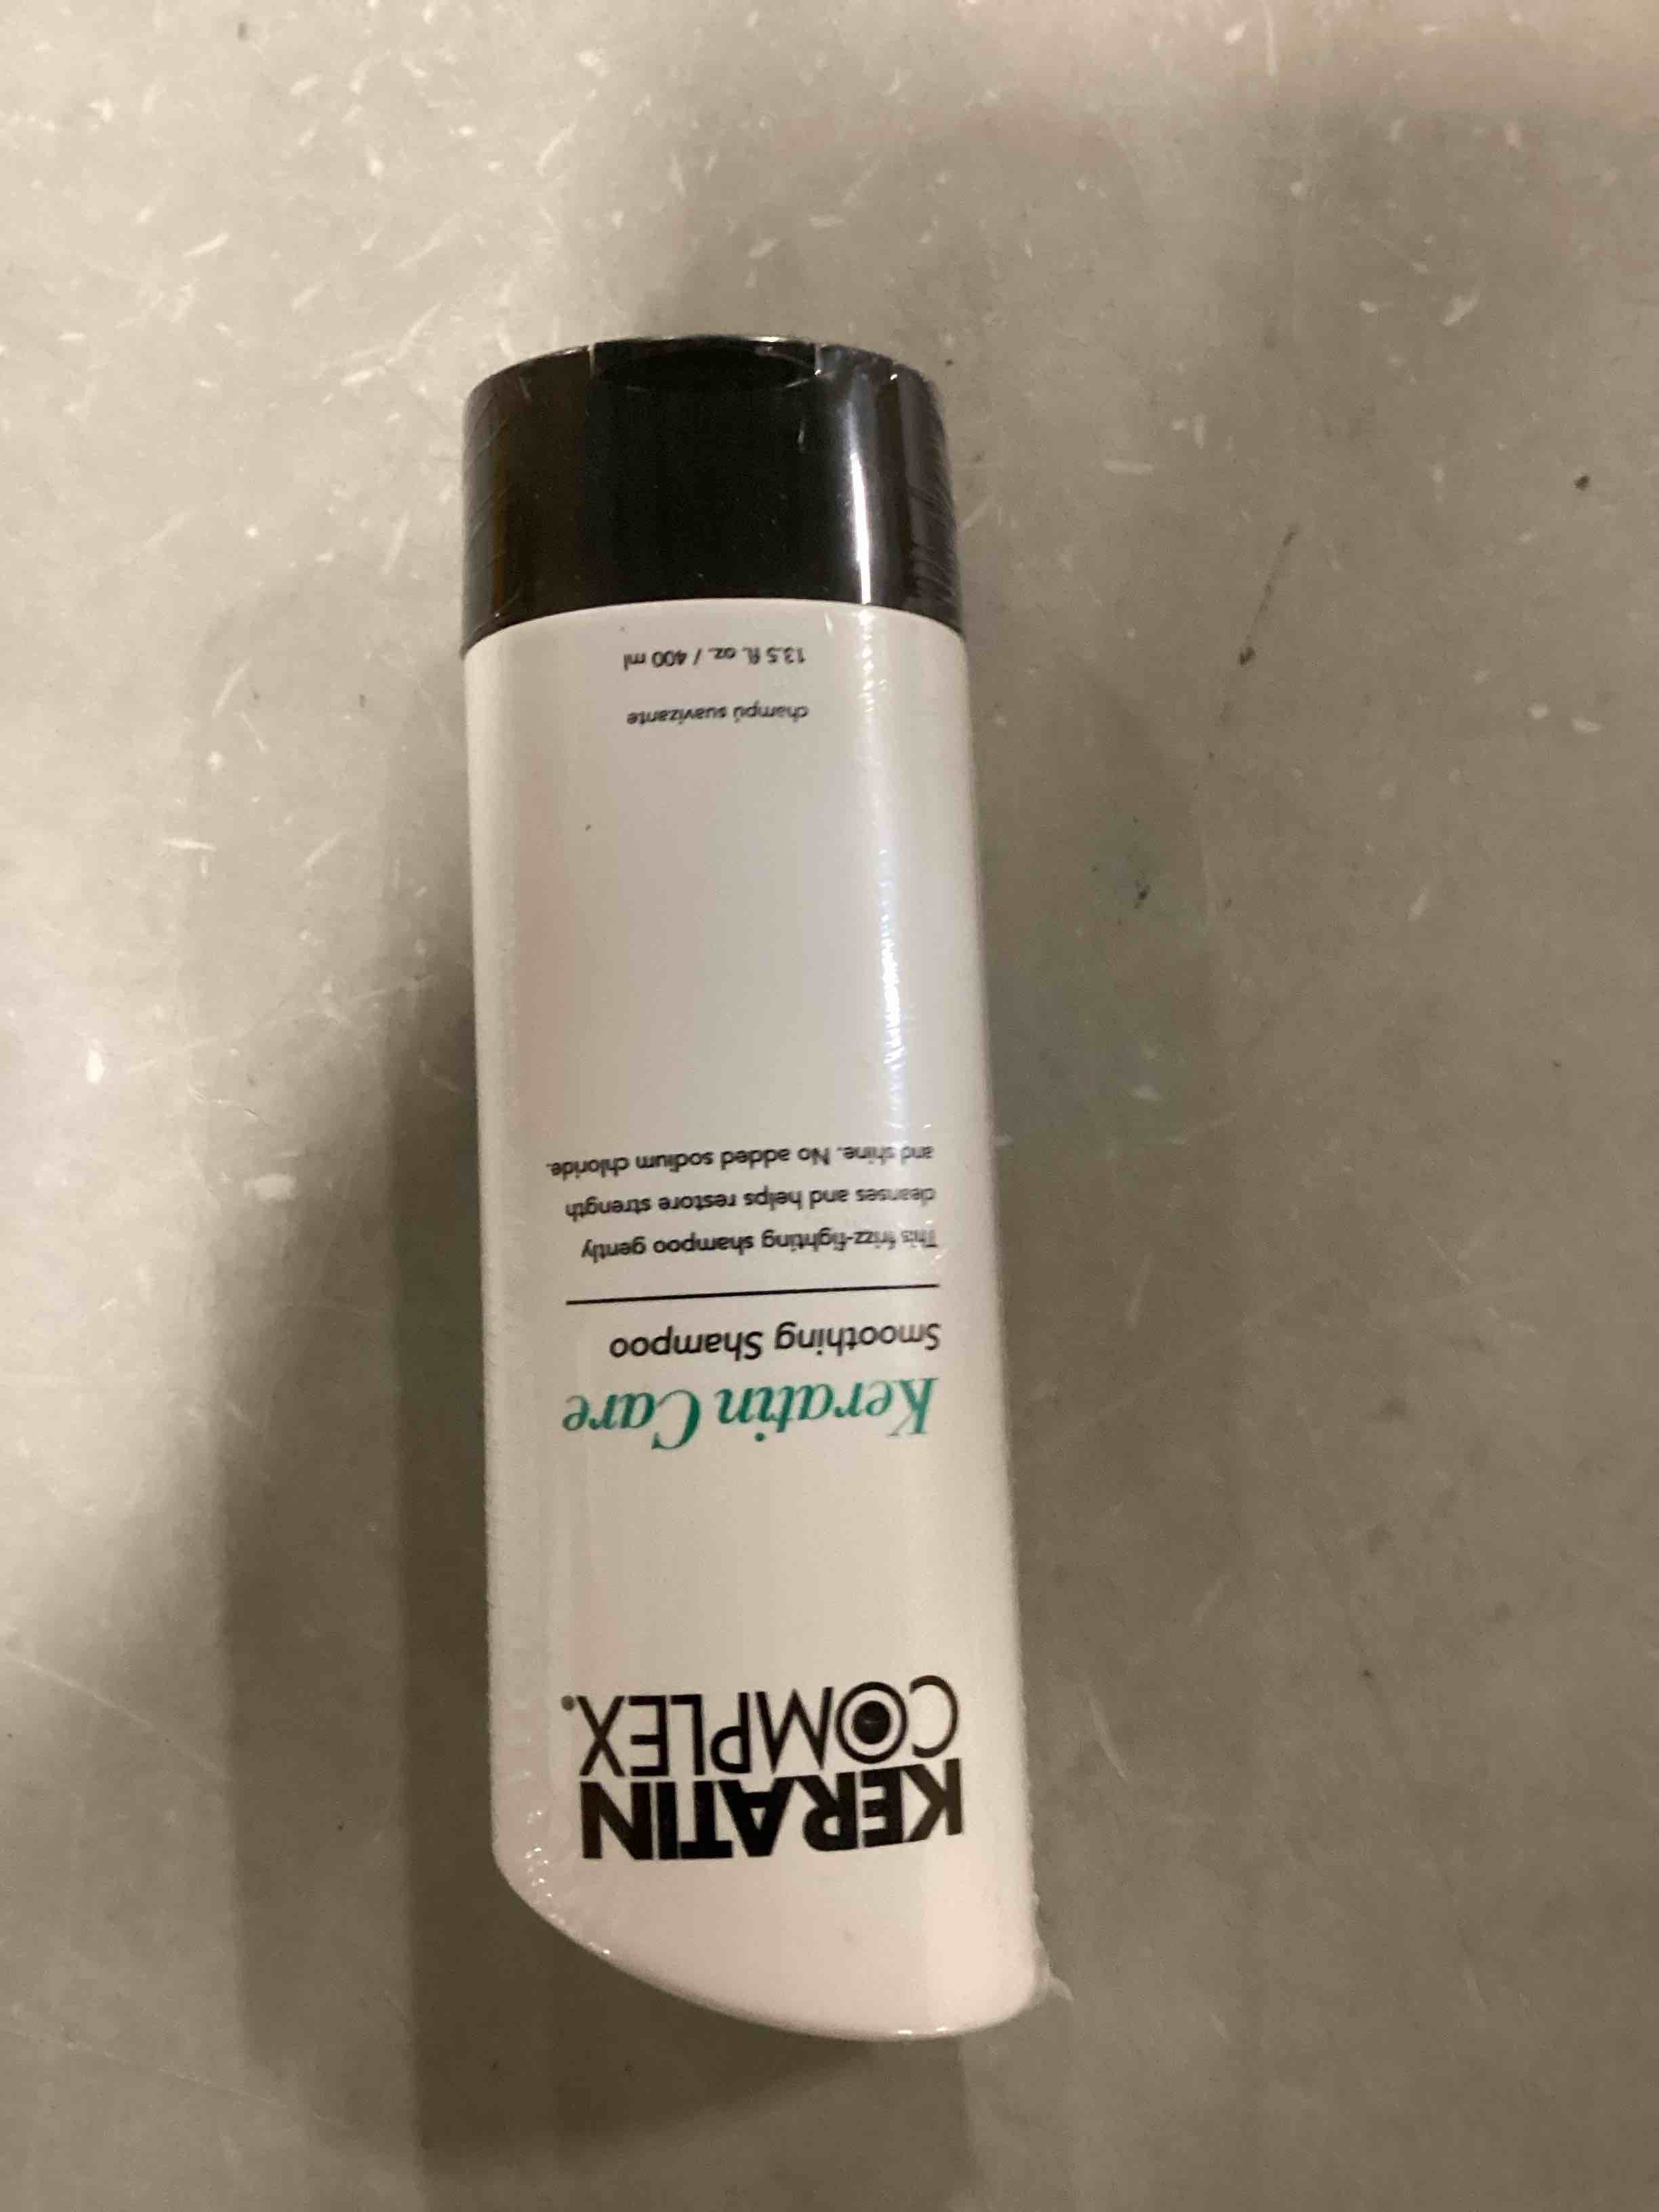 KERATIN
COMPLEX®
Keratin Care
Smoothing Shampoo
This frizz-fighting shampoo gently
cleanses and helps restore strength
and shine. No added sodium chloride.
champú suavizante
13.5 fl. oz. / 400 ml